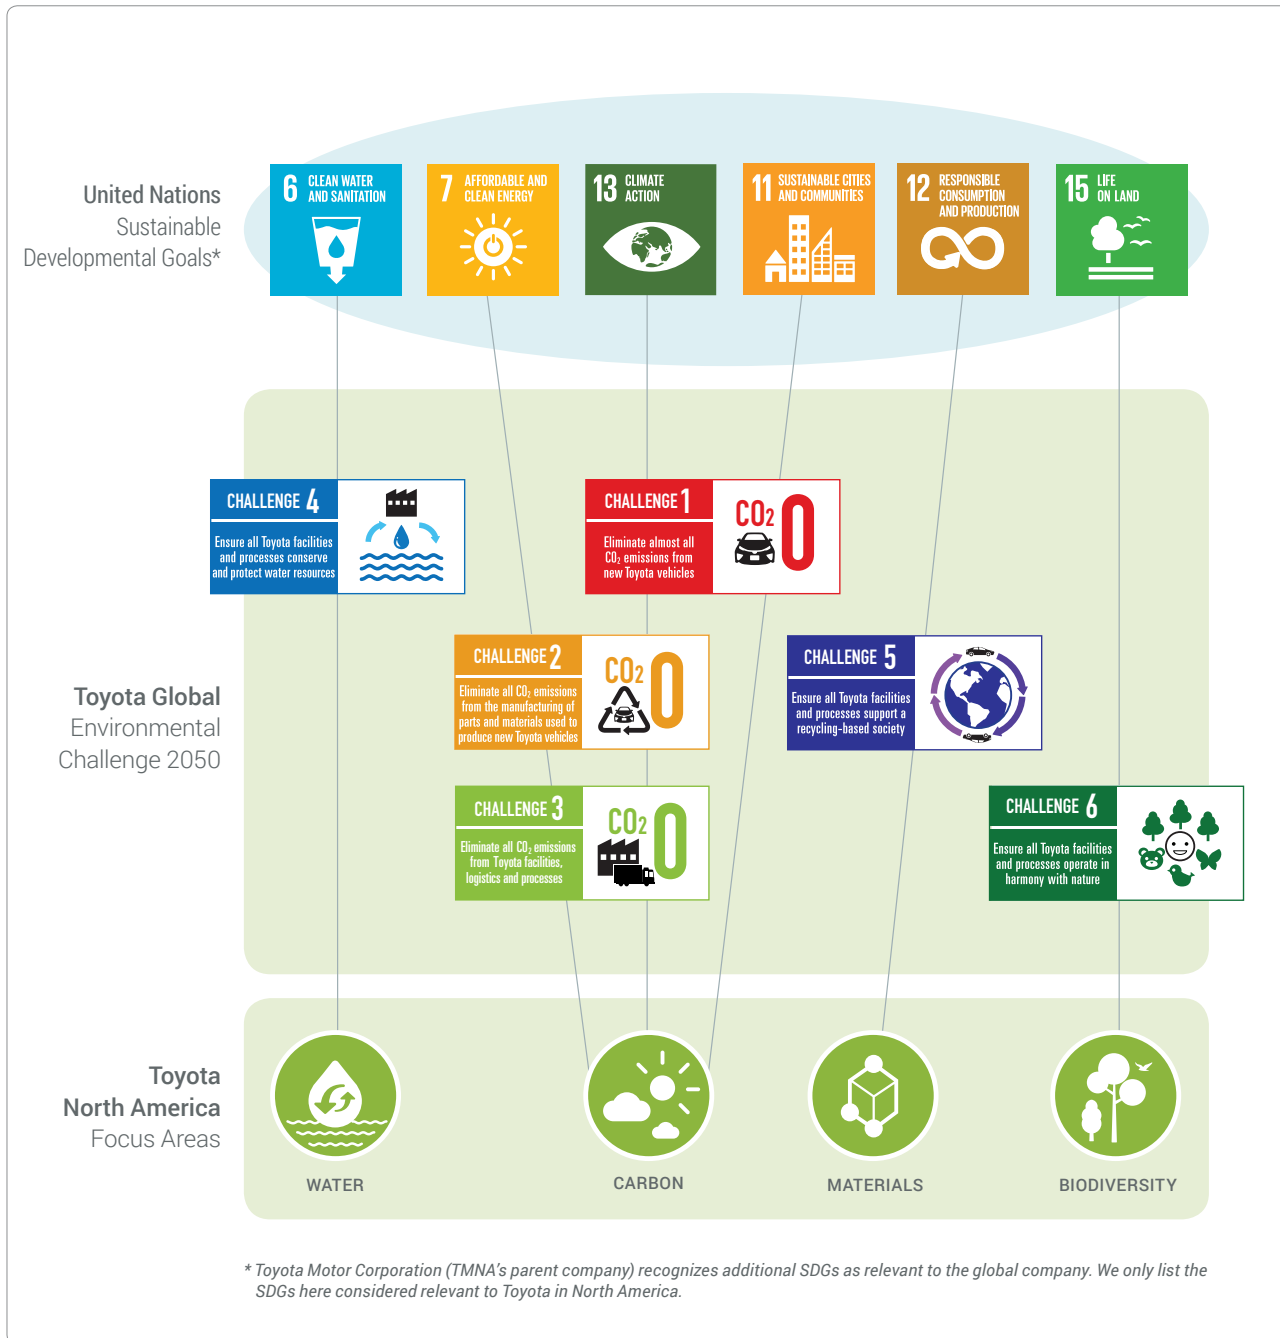 United Nations
Sustainable
Developmental Goals*
6 CLEAN WATER
AND SANITATION
7 AFFORDABLE AND
CLEAN ENERGY
13 CLIMATE
ACTION
11 SUSTAINABLE CITIES
AND COMMUNITIES
12 RESPONSIBLE
CONSUMPTION
AND PRODUCTION
15 LIFE
ON LAND
Toyota Global
Environmental
Challenge 2050
CHALLENGE 4
Ensure all Toyota facilities
and processes conserve
and protect water resources
CHALLENGE 1
Eliminate almost all
CO₂ emissions from
new Toyota vehicles
CO₂ 0
CHALLENGE 2
Eliminate all CO₂ emissions
from the manufacturing of
parts and materials used to
produce new Toyota vehicles
CO₂ 0
CHALLENGE 5
Ensure all Toyota facilities
and processes support a
recycling-based society
CHALLENGE 3
Eliminate all CO₂ emissions
from Toyota facilities,
logistics and processes
CO₂ 0
CHALLENGE 6
Ensure all Toyota facilities
and processes operate in
harmony with nature
Toyota
North America
Focus Areas
WATER
CARBON
MATERIALS
BIODIVERSITY
* Toyota Motor Corporation (TMNA's parent company) recognizes additional SDGs as relevant to the global company. We only list the
SDGs here considered relevant to Toyota in North America.